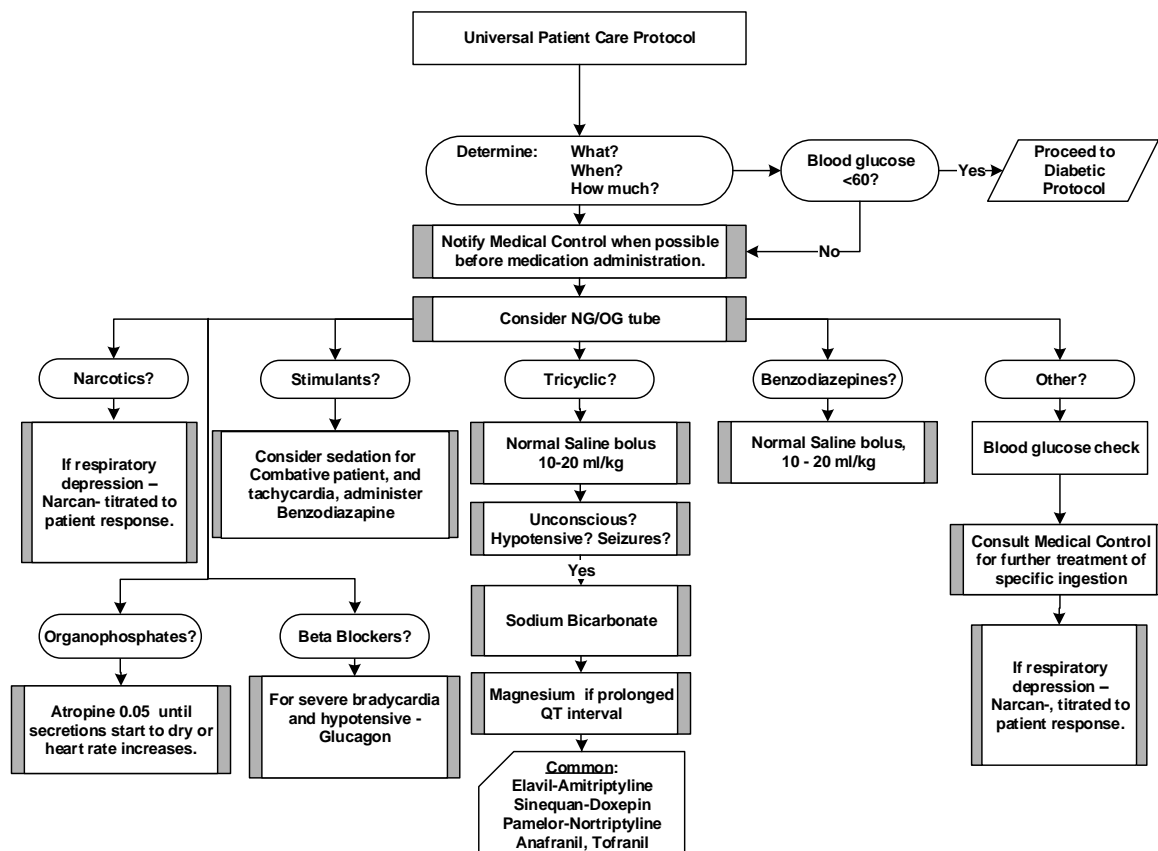 Universal Patient Care Protocol
Determine: What?
When?
How much?
Blood glucose
<60?
Yes
Proceed to
Diabetic
Protocol
No
Notify Medical Control when possible
before medication administration.
Consider NG/OG tube
Narcotics?
Stimulants?
Tricyclic?
Benzodiazepines?
Other?
If respiratory
depression –
Narcan- titrated to
patient response.
Consider sedation for
Combative patient, and
tachycardia, administer
Benzodiazapine
Normal Saline bolus
10-20 ml/kg
Normal Saline bolus,
10 - 20 ml/kg
Blood glucose check
Unconscious?
Hypotensive? Seizures?
Yes
Consult Medical Control
for further treatment of
specific ingestion
Organophosphates?
Beta Blockers?
Sodium Bicarbonate
Atropine 0.05 until
secretions start to dry or
heart rate increases.
For severe bradycardia
and hypotensive -
Glucagon
Magnesium if prolonged
QT interval
If respiratory
depression –
Narcan-, titrated to
patient response.
Common:
Elavil-Amitriptyline
Sinequan-Doxepin
Pamelor-Nortriptyline
Anafranil, Tofranil